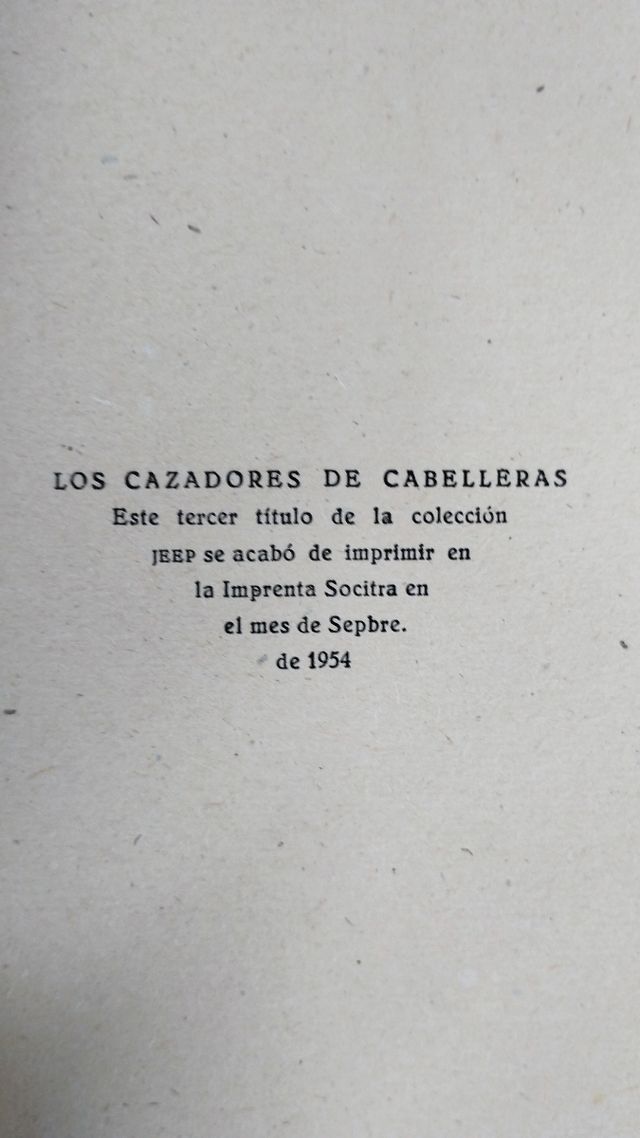 LOS CAZADORES DE CABELLERAS
Este tercer título de la colección
JEEP se acabó de imprimir en
la Imprenta Socitra en
el mes de Sepbre.
de 1954